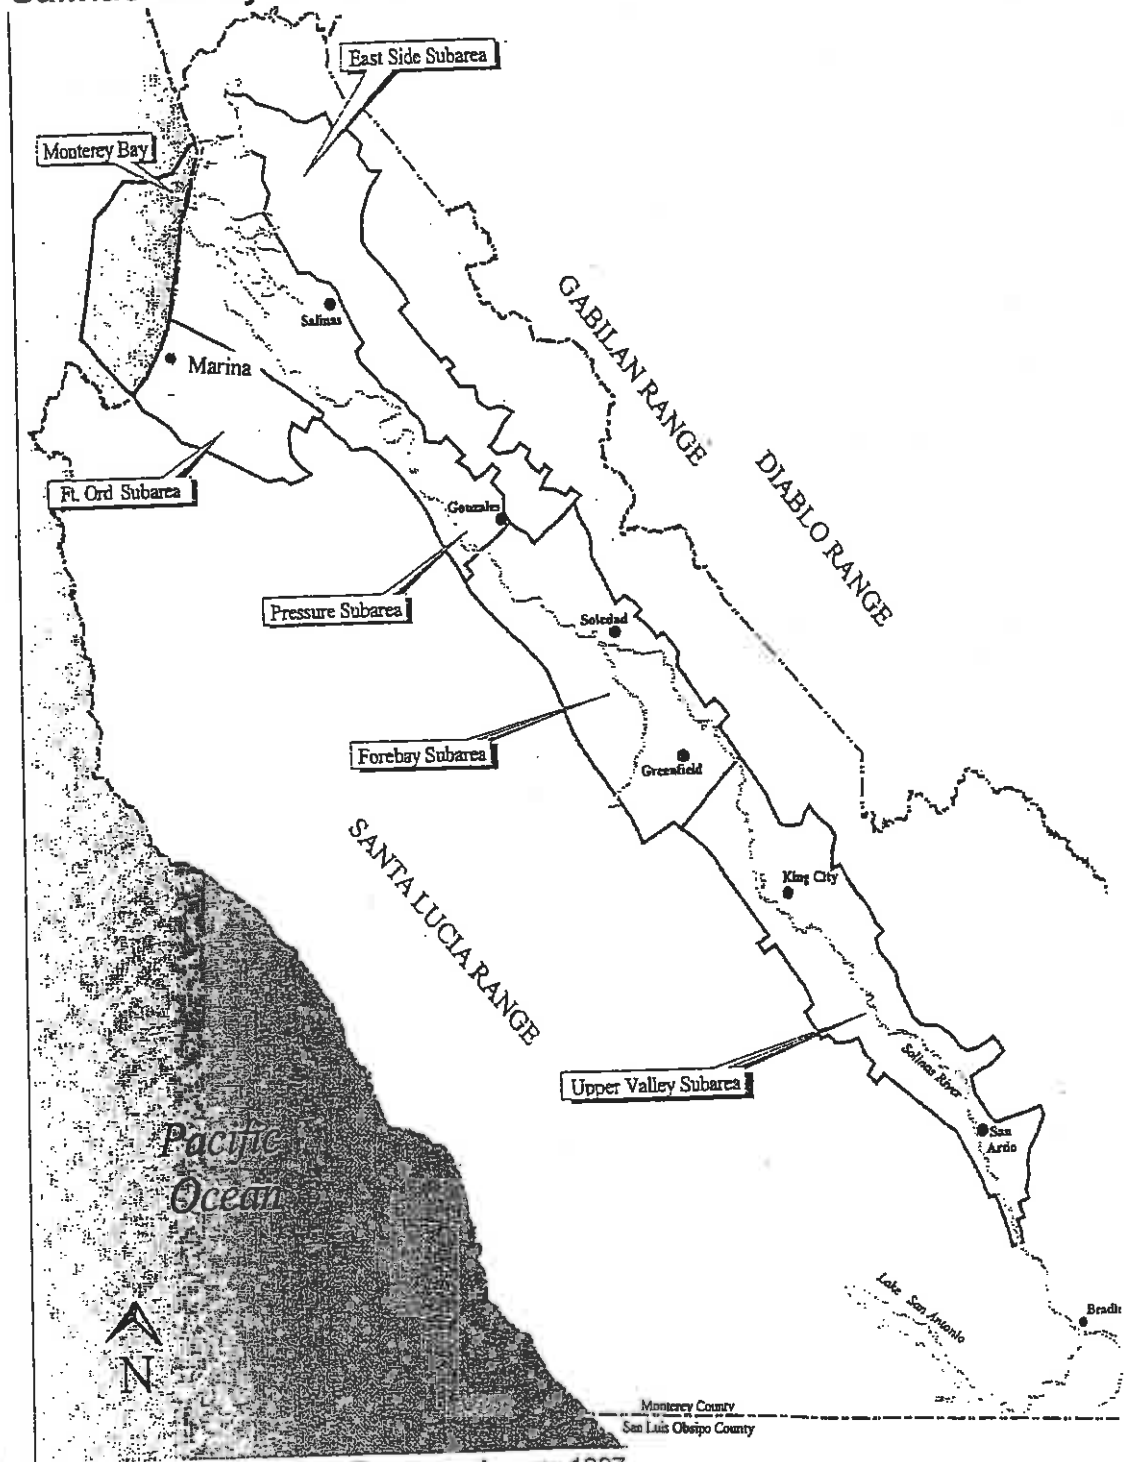 East Side Subarea
Monterey Bay
GABILAN RANGE
Salinas
Marina
DIABLO RANGE
Ft. Ord Subarea
Gonzales
Pressure Subarea
Soledad
Forebay Subarea
Greenfield
SANTA LUCIA RANGE
King City
Salinas River
Upper Valley Subarea
San
Ardo
Pacific
Ocean
Lake San Antonio
N
Monterey County
San Luis Obsipo County